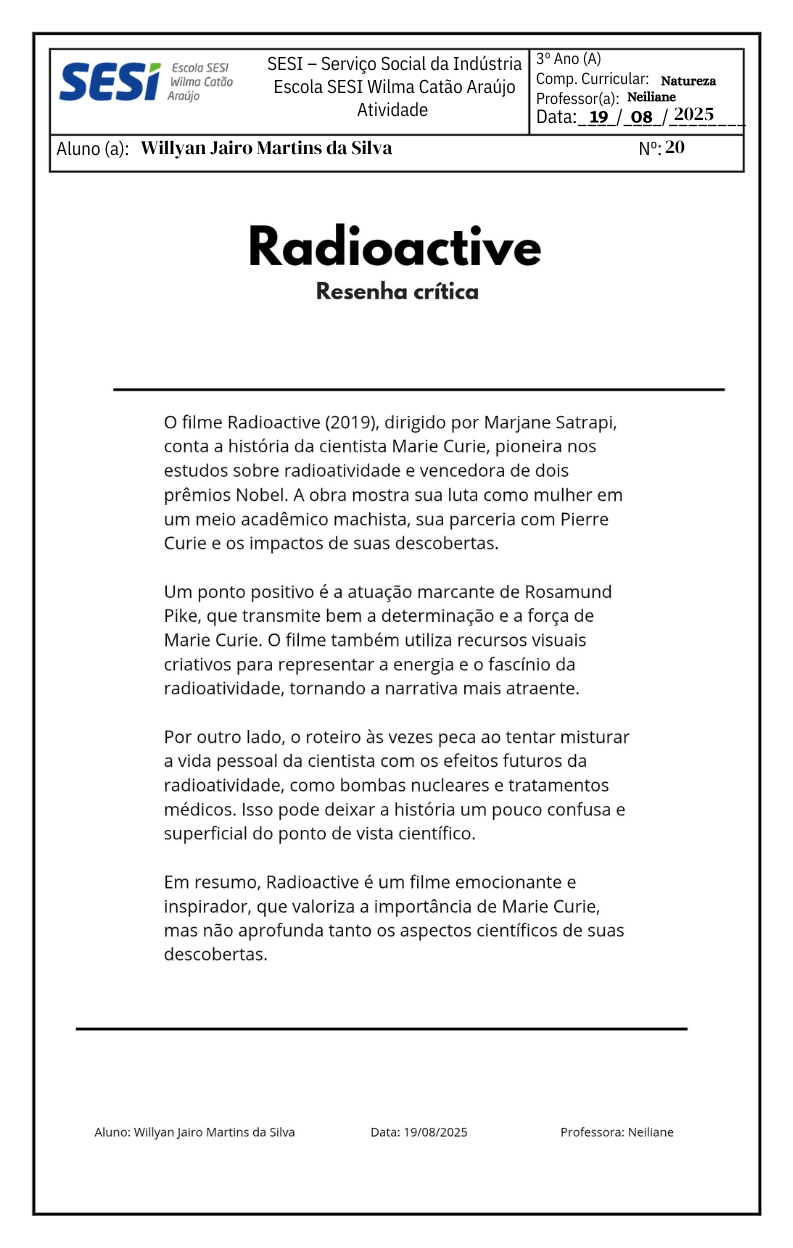 SESI
Escola SESI
Wilma Catão
Araújo
SESI – Serviço Social da Indústria
Escola SESI Wilma Catão Araújo
Atividade
3º Ano (A)
Comp. Curricular: Natureza
Professor(a): Neiliane
Data:_19_/_08_/_2025___
Aluno (a): Willyan Jairo Martins da Silva
Nº: 20
Radioactive
Resenha crítica
O filme Radioactive (2019), dirigido por Marjane Satrapi,
conta a história da cientista Marie Curie, pioneira nos
estudos sobre radioatividade e vencedora de dois
prêmios Nobel. A obra mostra sua luta como mulher em
um meio acadêmico machista, sua parceria com Pierre
Curie e os impactos de suas descobertas.
Um ponto positivo é a atuação marcante de Rosamund
Pike, que transmite bem a determinação e a força de
Marie Curie. O filme também utiliza recursos visuais
criativos para representar a energia e o fascínio da
radioatividade, tornando a narrativa mais atraente.
Por outro lado, o roteiro às vezes peca ao tentar misturar
a vida pessoal da cientista com os efeitos futuros da
radioatividade, como bombas nucleares e tratamentos
médicos. Isso pode deixar a história um pouco confusa e
superficial do ponto de vista científico.
Em resumo, Radioactive é um filme emocionante e
inspirador, que valoriza a importância de Marie Curie,
mas não aprofunda tanto os aspectos científicos de suas
descobertas.
Aluno: Willyan Jairo Martins da Silva
Data: 19/08/2025
Professora: Neiliane